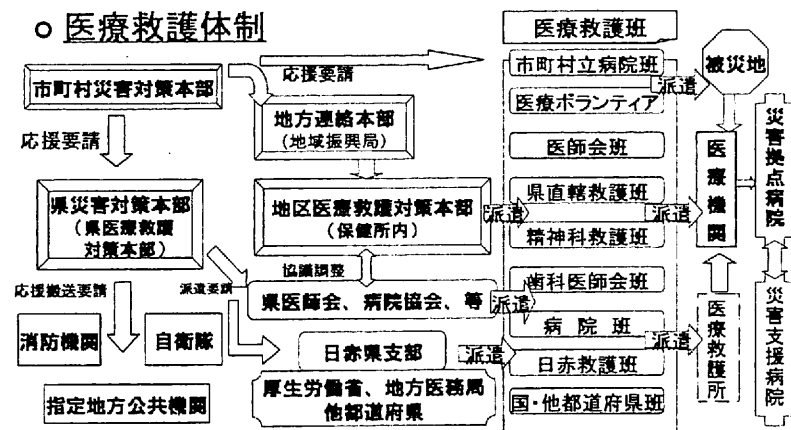 ○ 医療救護体制
市町村災害対策本部
応援要請
応援要請
地方連絡本部
(地域振興局)
県災害対策本部
(県医療救護
対策本部)
地区医療救護対策本部
(保健所内)
派遣
協議調整
応援搬送要請
派遣要請
県医師会、病院協会、等
派遣
消防機関
自衛隊
日赤県支部
派遣
指定地方公共機関
厚生労働省、地方医務局
他都道府県
医療救護班
市町村立病院班
医療ボランティア
医師会班
県直轄救護班
精神科救護班
歯科医師会班
病院班
日赤救護班
国・他都道府県班
派遣
派遣
派遣
被災地
医療機関
医療救護所
災害拠点病院
災害支援病院